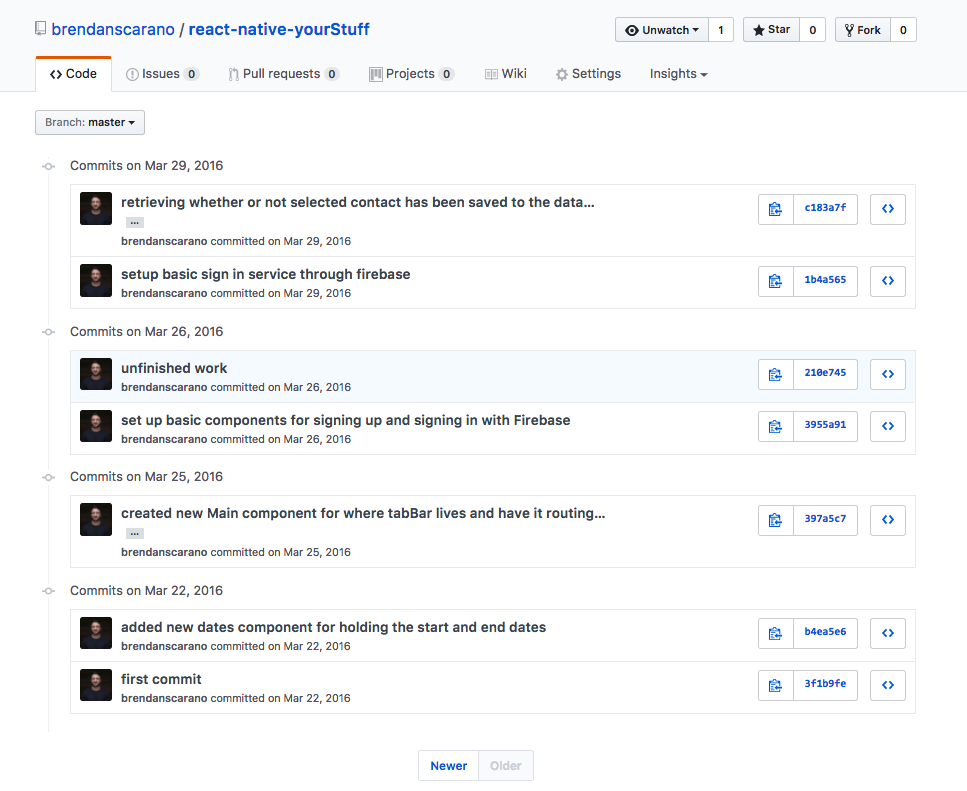 brendanscarano / react-native-yourStuff
Unwatch 1 Star 0 Fork 0
Code Issues 0 Pull requests 0 Projects 0 Wiki Settings Insights
Branch: master
Commits on Mar 29, 2016
retrieving whether or not selected contact has been saved to the data…
…
c183a7f
brendanscarano committed on Mar 29, 2016
setup basic sign in service through firebase
1b4a565
brendanscarano committed on Mar 29, 2016
Commits on Mar 26, 2016
unfinished work
210e745
brendanscarano committed on Mar 26, 2016
set up basic components for signing up and signing in with Firebase
3955a91
brendanscarano committed on Mar 26, 2016
Commits on Mar 25, 2016
created new Main component for where tabBar lives and have it routing…
…
397a5c7
brendanscarano committed on Mar 25, 2016
Commits on Mar 22, 2016
added new dates component for holding the start and end dates
b4ea5e6
brendanscarano committed on Mar 22, 2016
first commit
3f1b9fe
brendanscarano committed on Mar 22, 2016
Newer Older